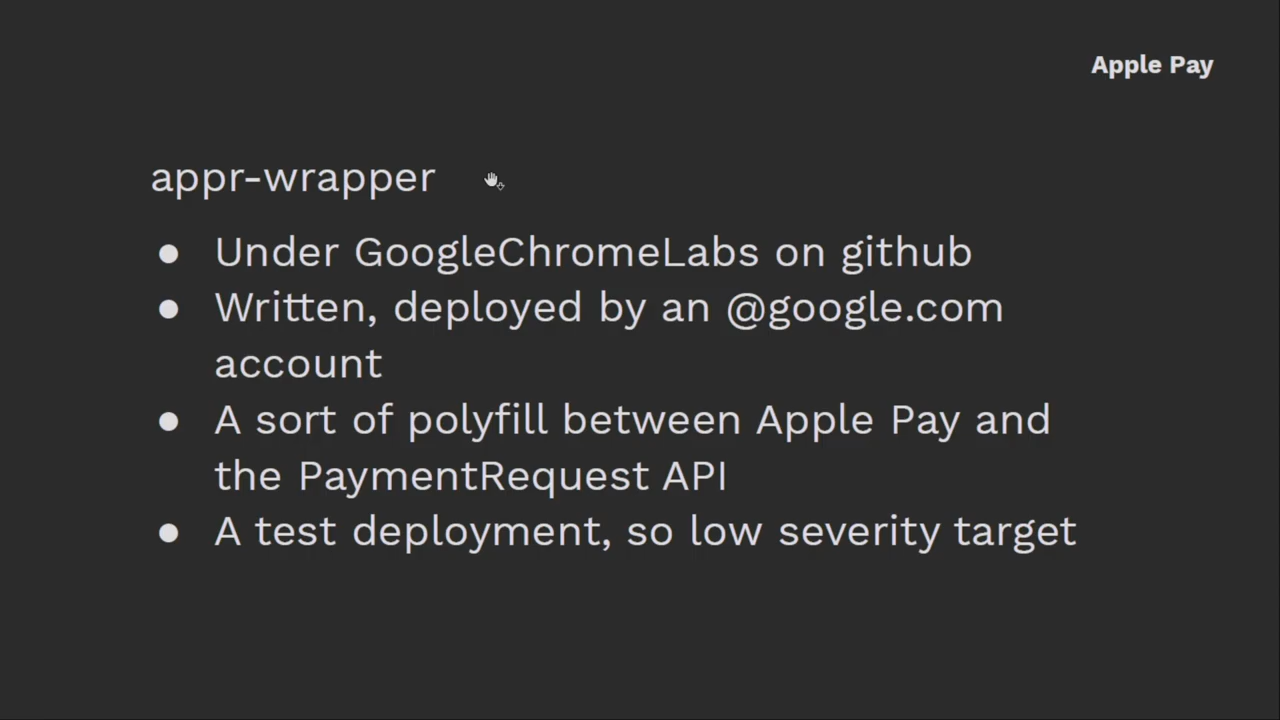 Apple Pay
appr-wrapper
● Under GoogleChromeLabs on github
● Written, deployed by an @google.com
account
● A sort of polyfill between Apple Pay and
the PaymentRequest API
● A test deployment, so low severity target